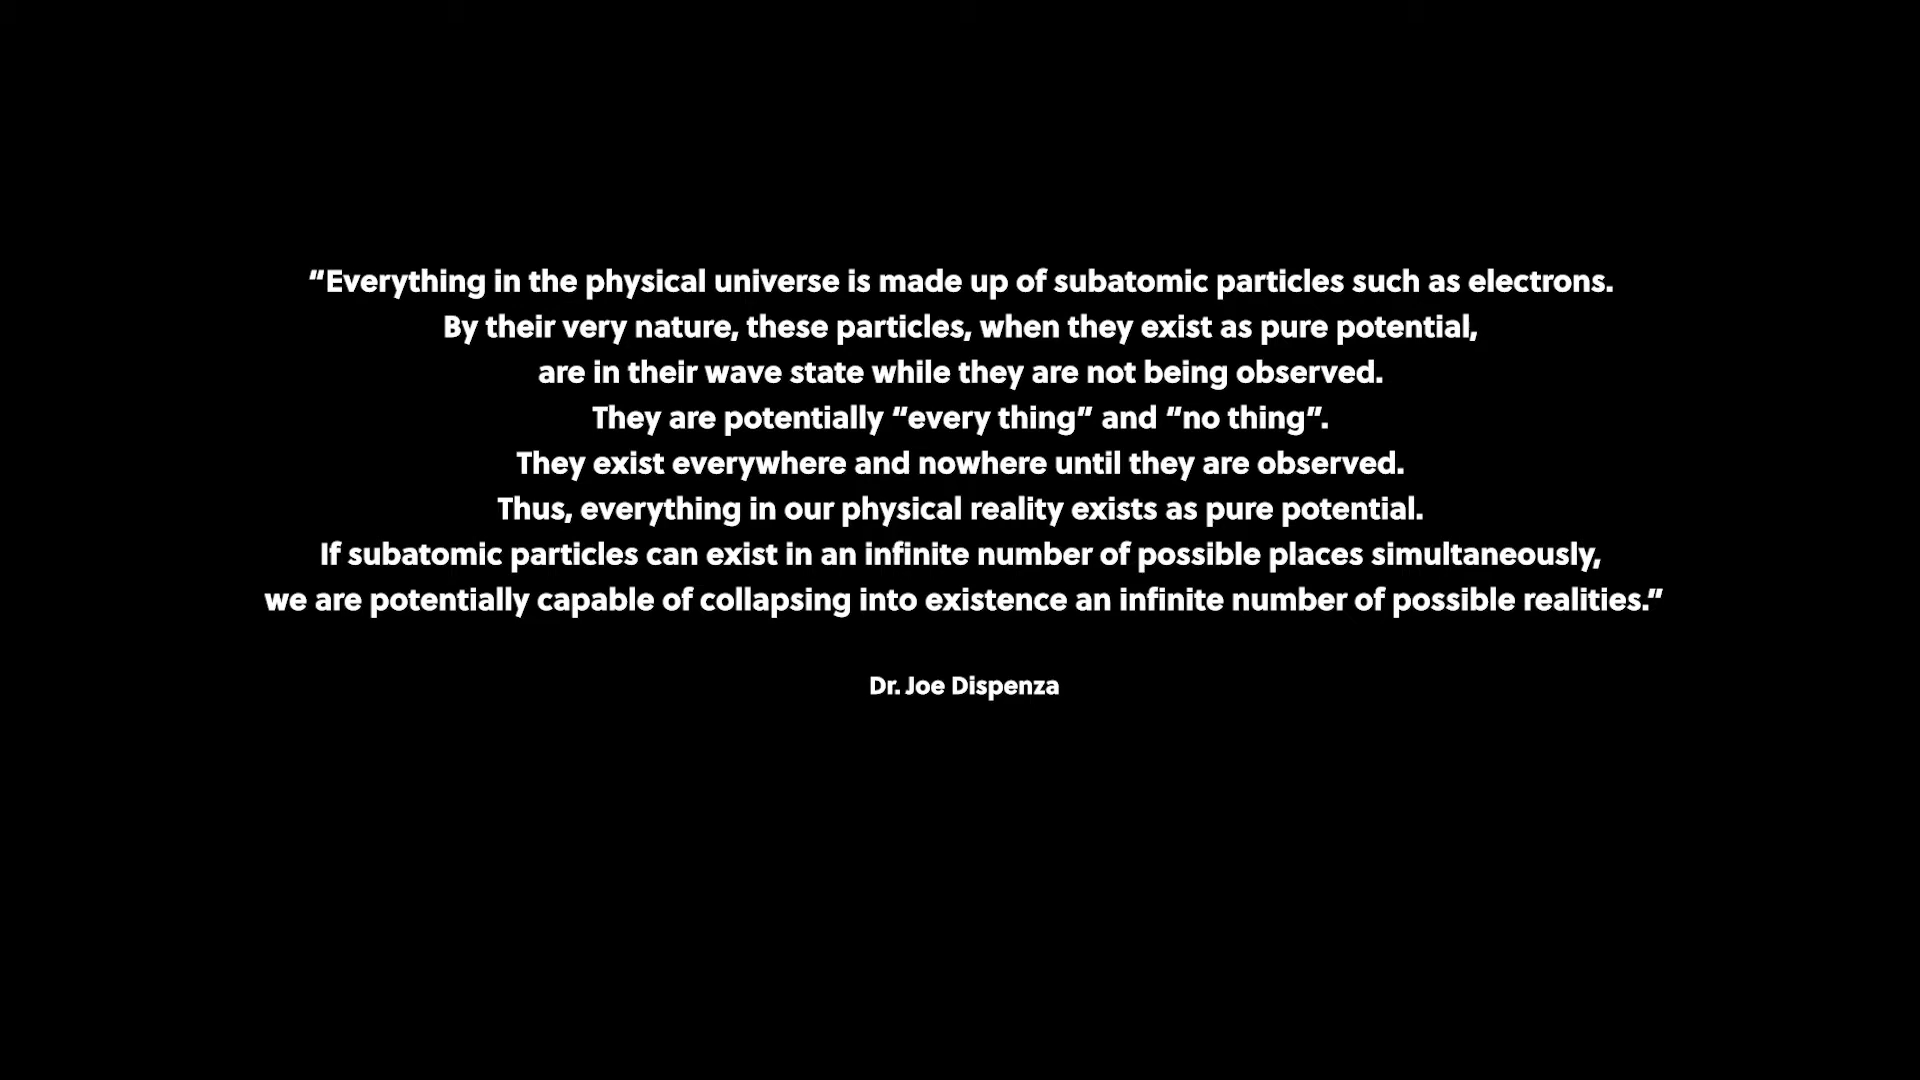 “Everything in the physical universe is made up of subatomic particles such as electrons.
By their very nature, these particles, when they exist as pure potential,
are in their wave state while they are not being observed.
They are potentially “every thing” and “no thing”.
They exist everywhere and nowhere until they are observed.
Thus, everything in our physical reality exists as pure potential.
If subatomic particles can exist in an infinite number of possible places simultaneously,
we are potentially capable of collapsing into existence an infinite number of possible realities.”
Dr. Joe Dispenza